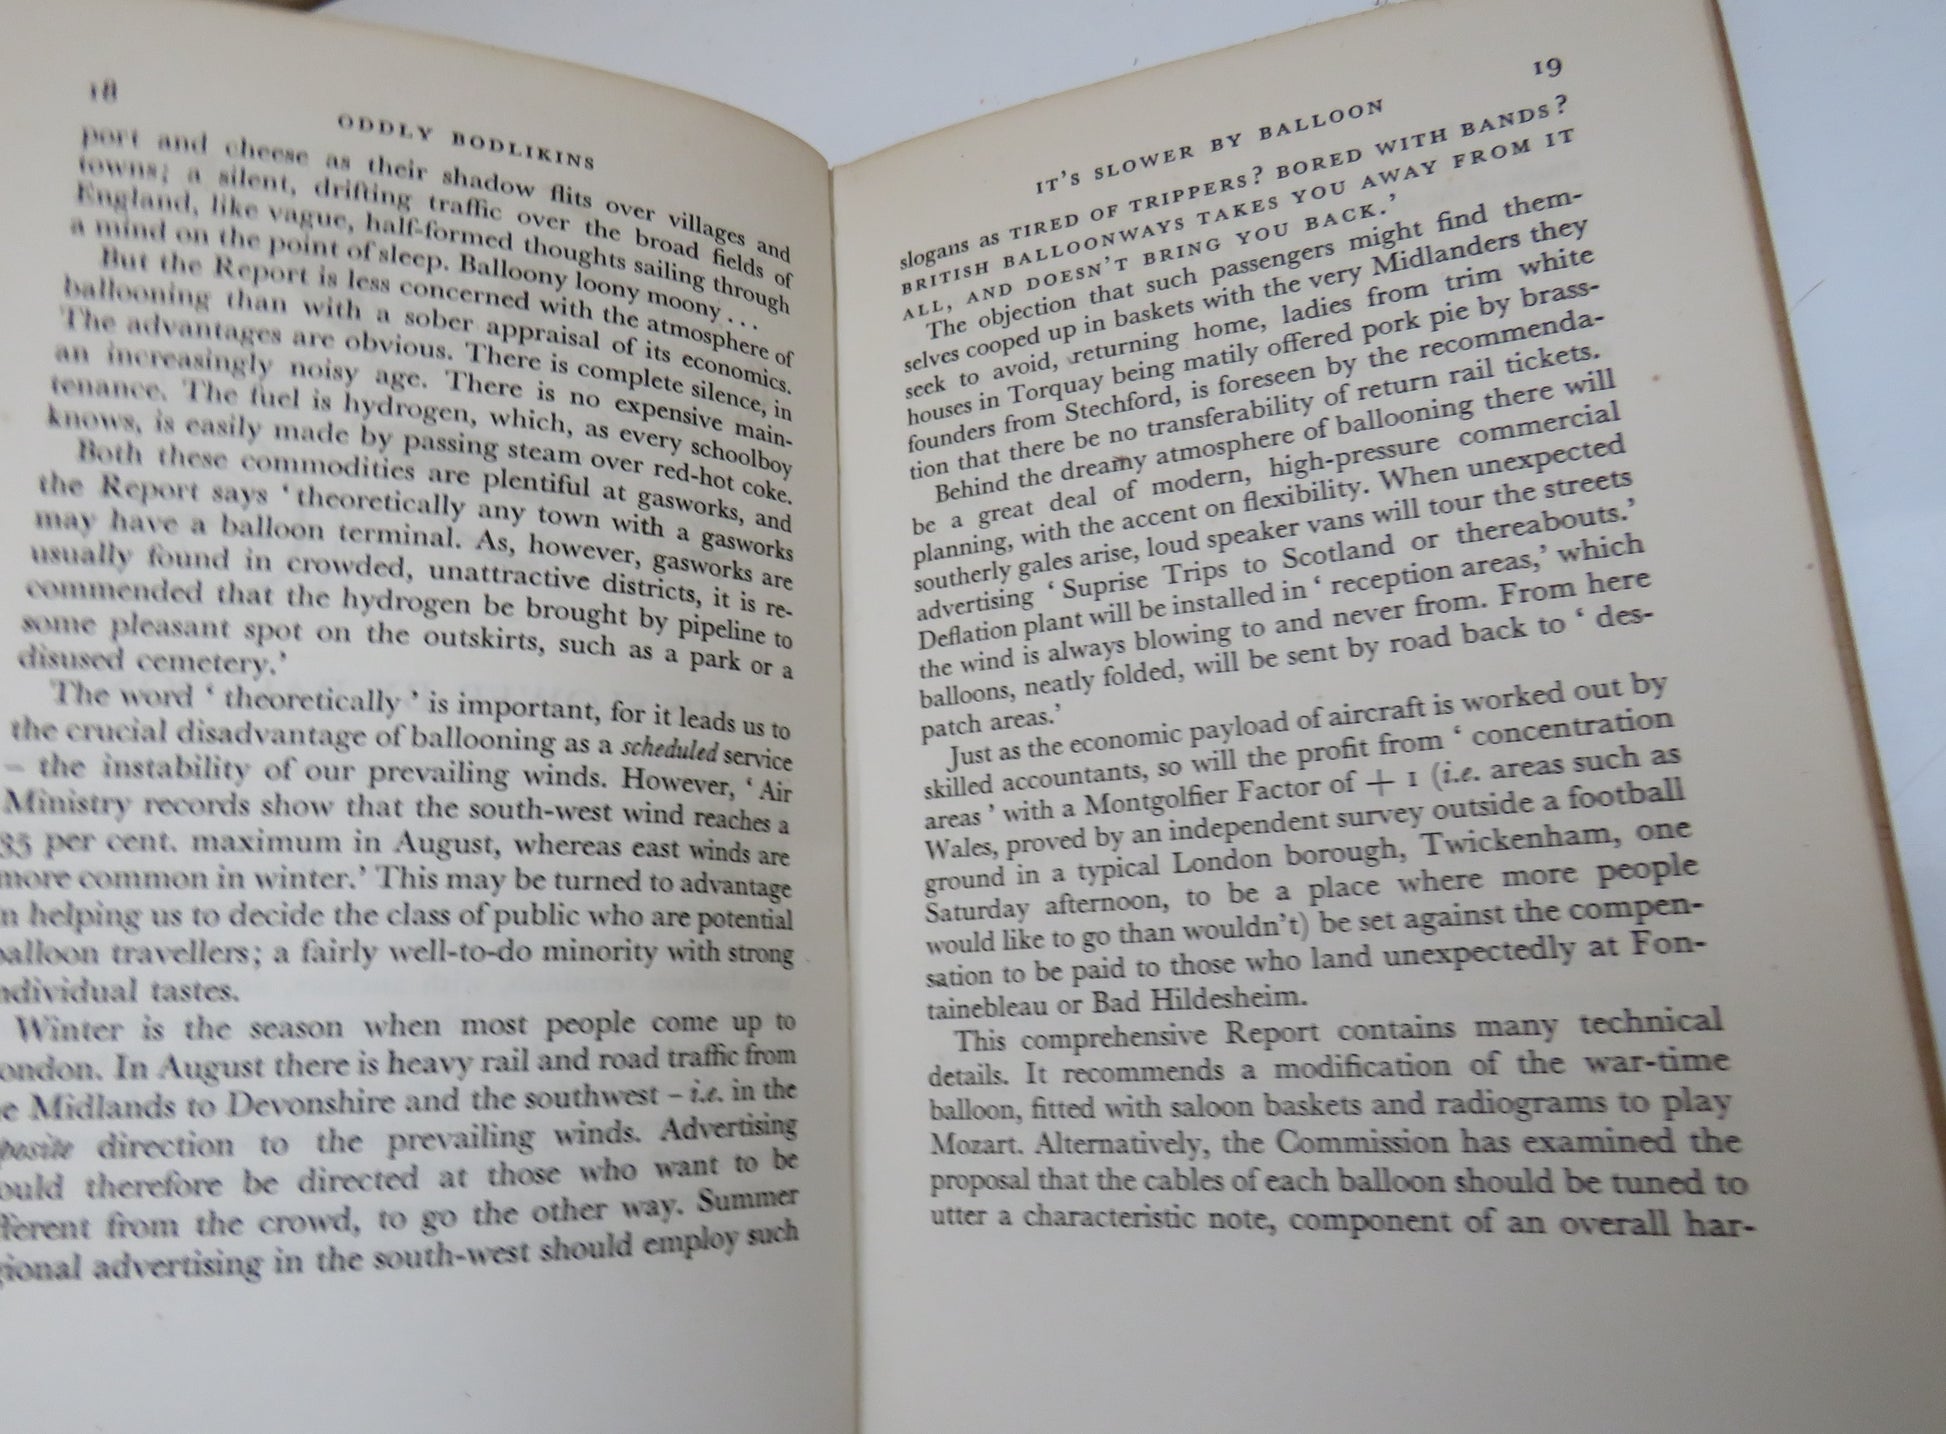 18
ODDLY BODLIKINS
port and cheese as their shadow flits over villages and
towns; a silent, drifting traffic over the broad fields of
England, like vague, half-formed thoughts sailing through
a mind on the point of sleep. Balloony loony moony . . .
But the Report is less concerned with the atmosphere of
ballooning than with a sober appraisal of its economics.
The advantages are obvious. There is complete silence, in
an increasingly noisy age. There is no expensive main-
tenance. The fuel is hydrogen, which, as every schoolboy
knows, is easily made by passing steam over red-hot coke.
Both these commodities are plentiful at gasworks, and
the Report says ‘ theoretically any town with a gasworks
may have a balloon terminal. As, however, gasworks are
usually found in crowded, unattractive districts, it is re-
commended that the hydrogen be brought by pipeline to
some pleasant spot on the outskirts, such as a park or a
disused cemetery.’
The word ‘ theoretically ’ is important, for it leads us to
the crucial disadvantage of ballooning as a scheduled service
– the instability of our prevailing winds. However, ‘ Air
Ministry records show that the south-west wind reaches a
35 per cent. maximum in August, whereas east winds are
more common in winter.’ This may be turned to advantage
n helping us to decide the class of public who are potential
balloon travellers; a fairly well-to-do minority with strong
ndividual tastes.
Winter is the season when most people come up to
ondon. In August there is heavy rail and road traffic from
e Midlands to Devonshire and the southwest – i.e. in the
posite direction to the prevailing winds. Advertising
ould therefore be directed at those who want to be
fferent from the crowd, to go the other way. Summer
gional advertising in the south-west should employ such
19
IT'S SLOWER BY BALLOON
slogans as TIRED OF TRIPPERS? BORED WITH BANDS?
BRITISH BALLOONWAYS TAKES YOU AWAY FROM IT
ALL, AND DOESN'T BRING YOU BACK.’
The objection that such passengers might find them-
selves cooped up in baskets with the very Midlanders they
seek to avoid, returning home, ladies from trim white
houses in Torquay being matily offered pork pie by brass-
founders from Stechford, is foreseen by the recommenda-
tion that there be no transferability of return rail tickets.
Behind the dreamy atmosphere of ballooning there will
be a great deal of modern, high-pressure commercial
planning, with the accent on flexibility. When unexpected
southerly gales arise, loud speaker vans will tour the streets
advertising ‘ Suprise Trips to Scotland or thereabouts.’
Deflation plant will be installed in ‘ reception areas,’ which
the wind is always blowing to and never from. From here
balloons, neatly folded, will be sent by road back to ‘ des-
patch areas.’
Just as the economic payload of aircraft is worked out by
skilled accountants, so will the profit from ‘ concentration
areas ’ with a Montgolfier Factor of + 1 (i.e. areas such as
Wales, proved by an independent survey outside a football
ground in a typical London borough, Twickenham, one
Saturday afternoon, to be a place where more people
would like to go than wouldn't) be set against the compen-
sation to be paid to those who land unexpectedly at Fon-
tainebleau or Bad Hildesheim.
This comprehensive Report contains many technical
details. It recommends a modification of the war-time
balloon, fitted with saloon baskets and radiograms to play
Mozart. Alternatively, the Commission has examined the
proposal that the cables of each balloon should be tuned to
utter a characteristic note, component of an overall har-